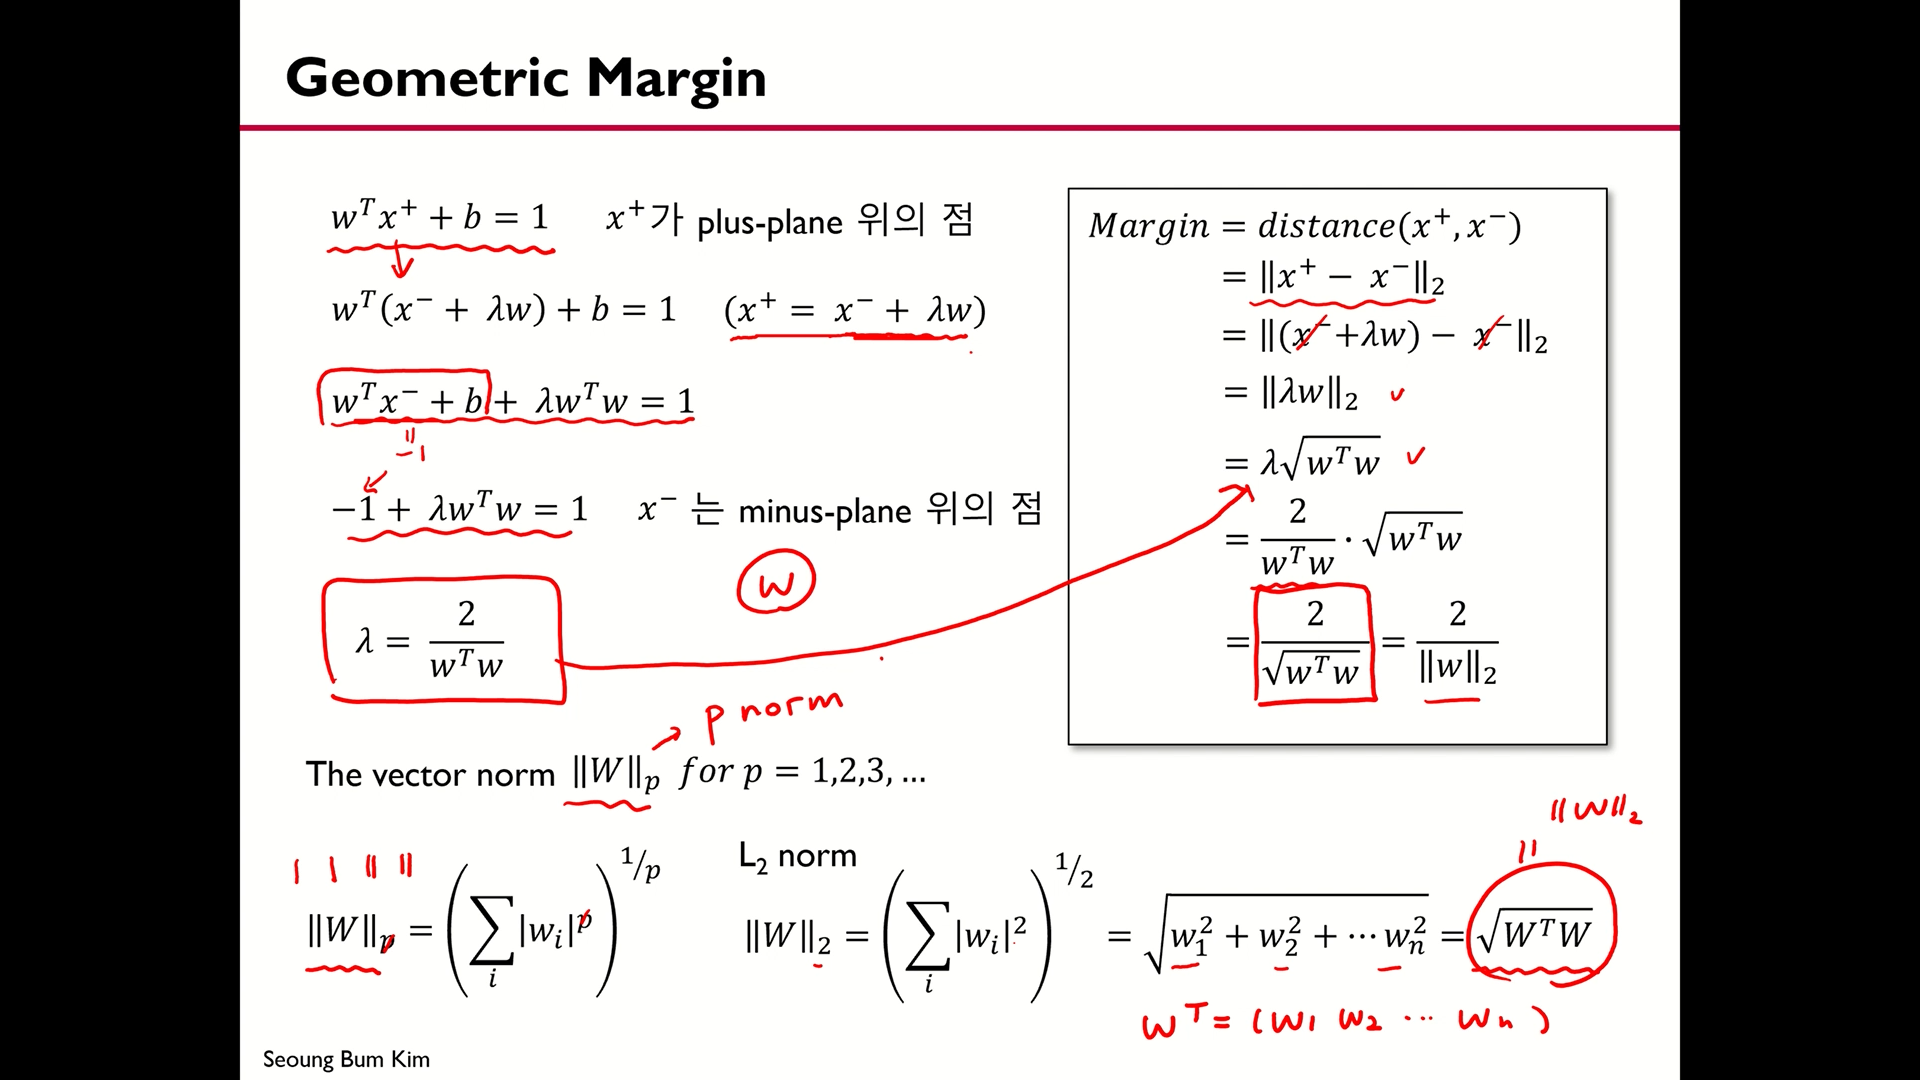 Geometric Margin
wᵀx⁺ + b = 1 x⁺가 plus-plane 위의 점
wᵀ(x⁻ + λw) + b = 1 (x⁺ = x⁻ + λw)
wᵀx⁻ + b + λwᵀw = 1
= -1
-1 + λwᵀw = 1 x⁻ 는 minus-plane 위의 점
w
λ = 2/(wᵀw)
Margin = distance(x⁺, x⁻)
= ‖x⁺ − x⁻‖₂
= ‖(x⁻+λw) − x⁻‖₂
= ‖λw‖₂
= λ√(wᵀw)
= 2/(wᵀw) · √(wᵀw)
= 2/√(wᵀw) = 2/‖w‖₂
p norm
The vector norm ‖W‖ₚ for p = 1,2,3, …
‖w‖₂
| | ‖ ‖
L₂ norm
‖W‖ₚ = (∑ᵢ |wᵢ|ᵖ)^(1/p)
‖W‖₂ = (∑ᵢ |wᵢ|²)^(1/2) = √(w₁² + w₂² + ⋯ wₙ²) = √(WᵀW)
wᵀ = (w₁ w₂ ⋯ wₙ)
Seoung Bum Kim